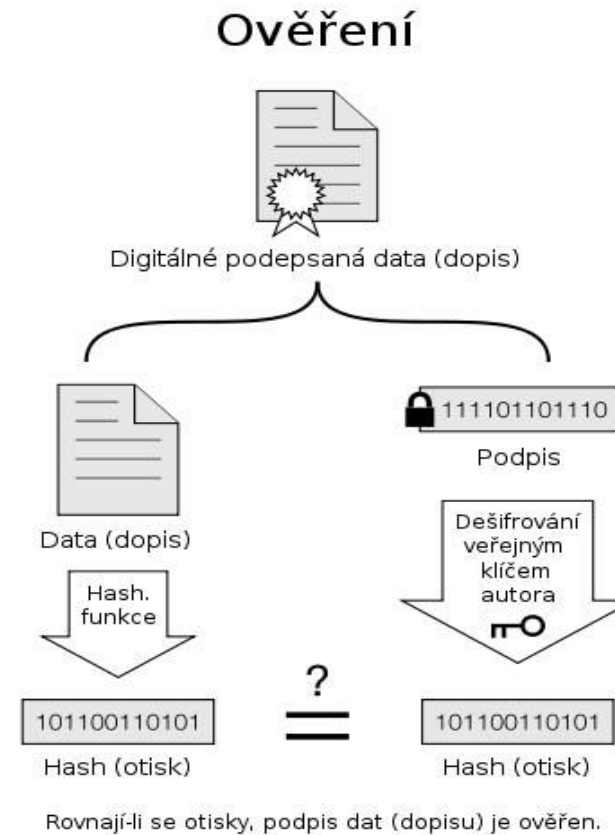 Ověření
Digitálné podepsaná data (dopis)
111101101110
Podpis
Data (dopis)
Hash.
funkce
Dešifrování
veřejným
klíčem
autora
101100110101
Hash (otisk)
?
=
101100110101
Hash (otisk)
Rovnají-li se otisky, podpis dat (dopisu) je ověřen.